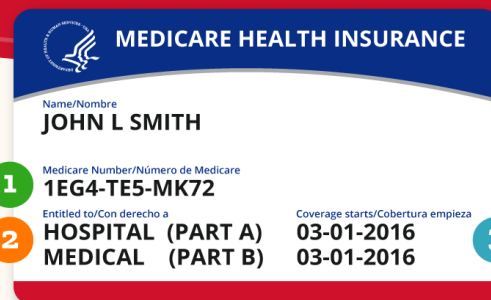 MEDICARE HEALTH INSURANCE
Name/Nombre
JOHN L SMITH
1
Medicare Number/Número de Medicare
1EG4-TE5-MK72
Entitled to/Con derecho a
Coverage starts/Cobertura empieza
2
HOSPITAL (PART A) 03-01-2016
MEDICAL (PART B) 03-01-2016